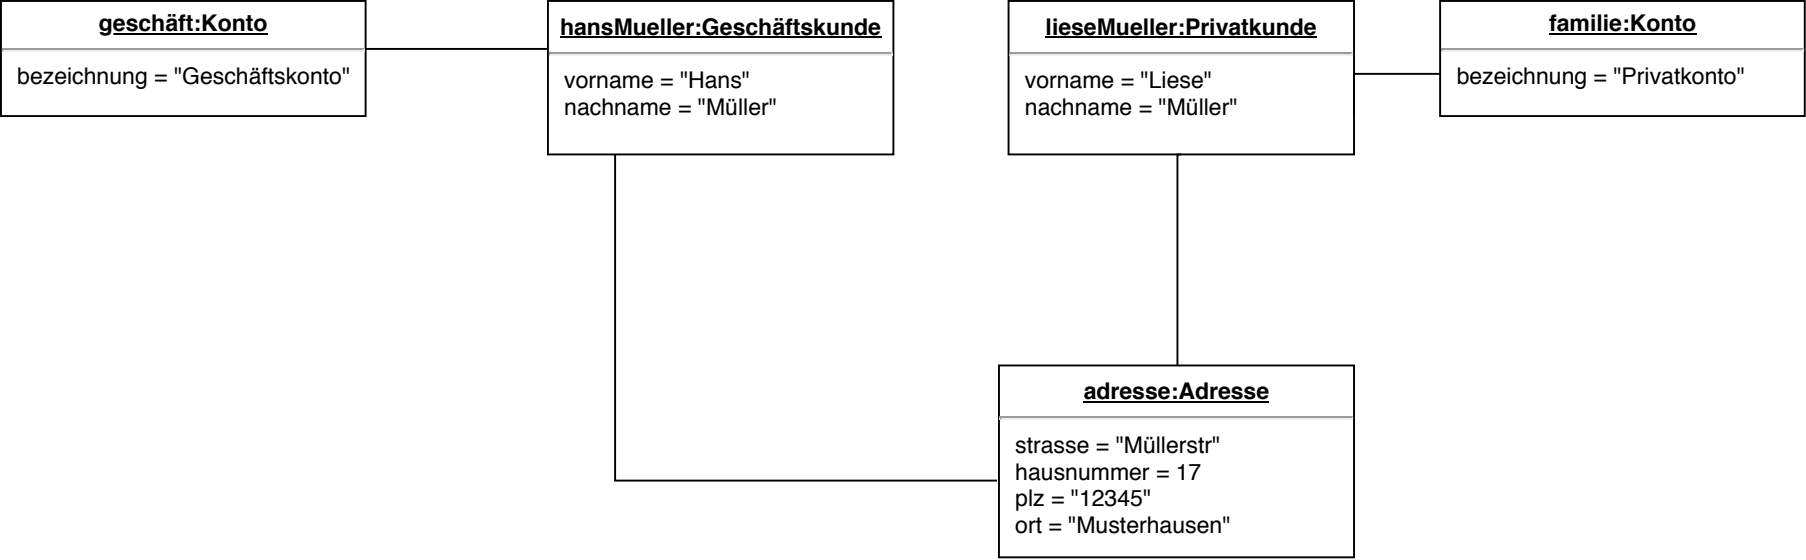 geschäft:Konto
bezeichnung = "Geschäftskonto"
hansMueller:Geschäftskunde
vorname = "Hans"
nachname = "Müller"
lieseMueller:Privatkunde
vorname = "Liese"
nachname = "Müller"
familie:Konto
bezeichnung = "Privatkonto"
adresse:Adresse
strasse = "Müllerstr"
hausnummer = 17
plz = "12345"
ort = "Musterhausen"